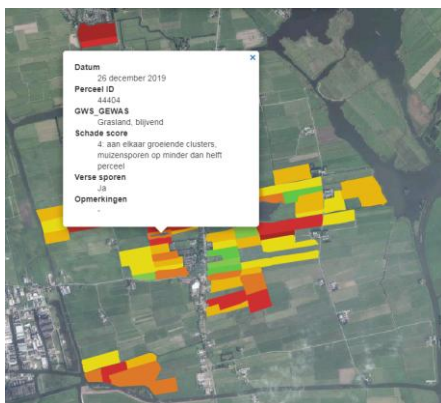 Datum
26 december 2019
Perceel ID
44404
GWS_GEWAS
Grasland, blijvend
Schade score
4: aan elkaar groeiende clusters,
muizensporen op minder dan helft
perceel
Verse sporen
Ja
Opmerkingen
-